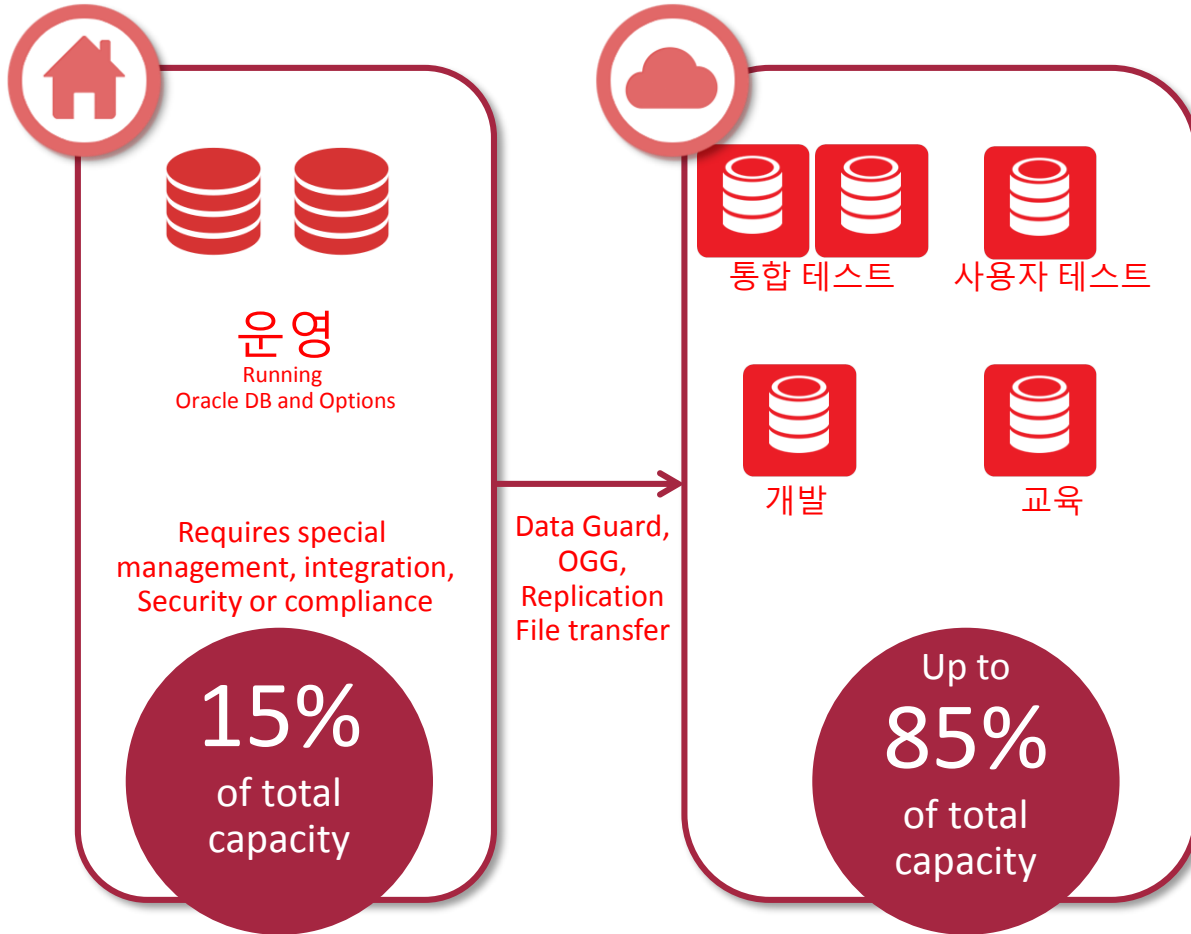 운영
Running
Oracle DB and Options
Requires special
management, integration,
Security or compliance
15%
of total
capacity
Data Guard,
OGG,
Replication
File transfer
통합 테스트
사용자 테스트
개발
교육
Up to
85%
of total
capacity